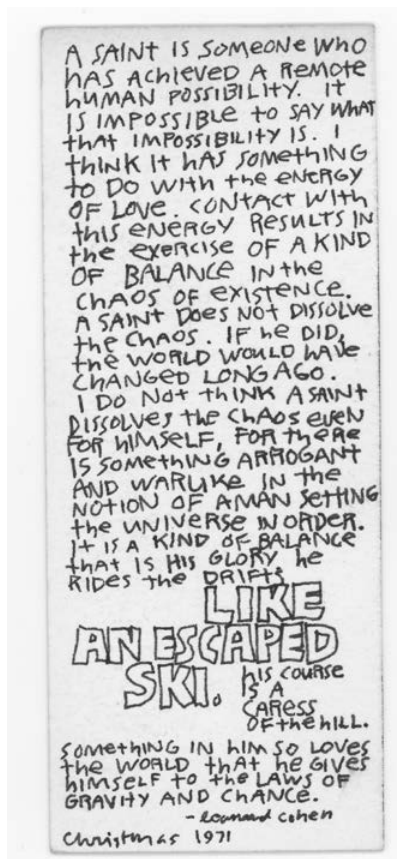 A SAINT IS SOMEONE WHO
HAS ACHIEVED A REMOTE
HUMAN POSSIBILITY. IT
IS IMPOSSIBLE TO SAY WHAT
THAT IMPOSSIBILITY IS. I
THINK IT HAS SOMETHING
TO DO WITH THE ENERGY
OF LOVE. CONTACT WITH
THIS ENERGY RESULTS IN
THE EXERCISE OF A KIND
OF BALANCE IN THE
CHAOS OF EXISTENCE.
A SAINT DOES NOT DISSOLVE
THE CHAOS. IF HE DID,
THE WORLD WOULD HAVE
CHANGED LONG AGO.
I DO NOT THINK A SAINT
DISSOLVES THE CHAOS EVEN
FOR HIMSELF, FOR THERE
IS SOMETHING ARROGANT
AND WARLIKE IN THE
NOTION OF A MAN SETTING
THE UNIVERSE IN ORDER.
IT IS A KIND OF BALANCE
THAT IS HIS GLORY. HE
RIDES THE DRIFTS
LIKE
AN ESCAPED
SKI.
HIS COURSE
IS A
CARESS
OF THE HILL.
SOMETHING IN HIM SO LOVES
THE WORLD THAT HE GIVES
HIMSELF TO THE LAWS OF
GRAVITY AND CHANCE.
- leonard cohen
Christmas 1971